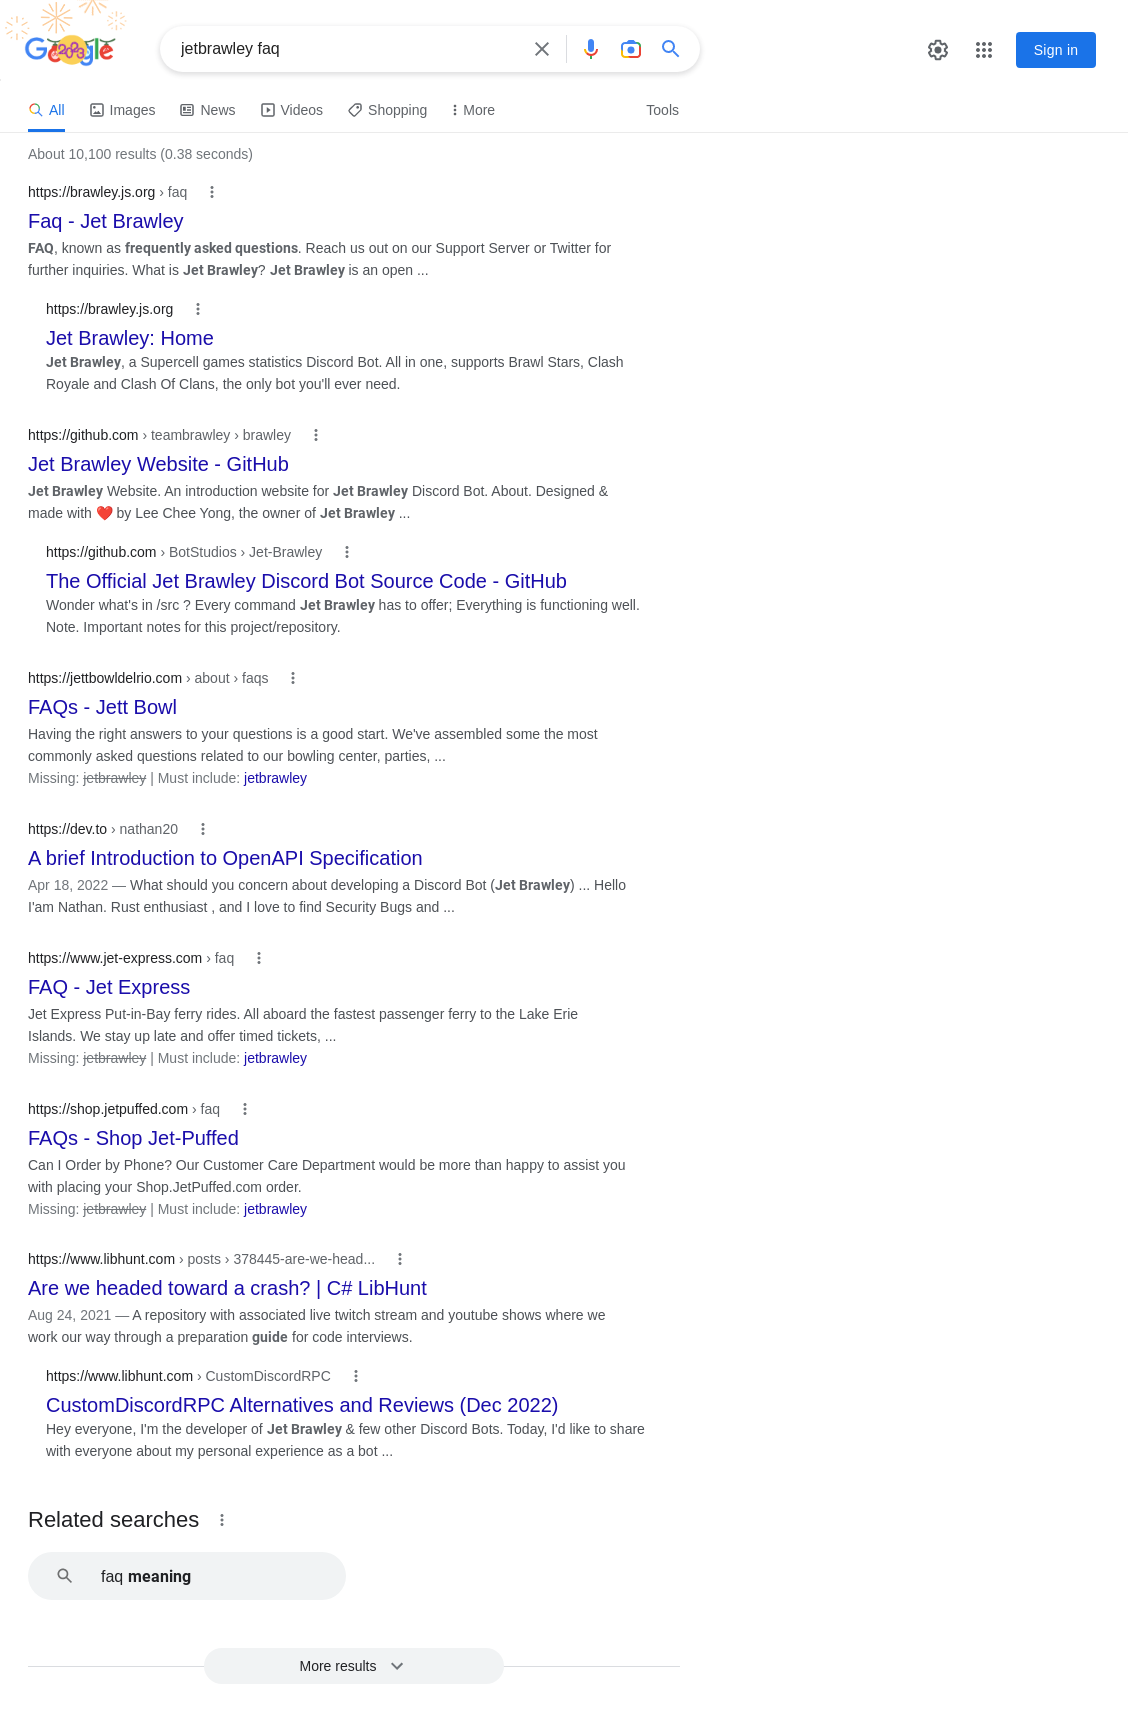 Google
jetbrawley faq
Sign in
All Images News Videos Shopping More Tools
About 10,100 results (0.38 seconds)
https://brawley.js.org › faq
Faq - Jet Brawley
FAQ, known as frequently asked questions. Reach us out on our Support Server or Twitter for
further inquiries. What is Jet Brawley? Jet Brawley is an open ...
https://brawley.js.org
Jet Brawley: Home
Jet Brawley, a Supercell games statistics Discord Bot. All in one, supports Brawl Stars, Clash
Royale and Clash Of Clans, the only bot you'll ever need.
https://github.com › teambrawley › brawley
Jet Brawley Website - GitHub
Jet Brawley Website. An introduction website for Jet Brawley Discord Bot. About. Designed &
made with ❤️ by Lee Chee Yong, the owner of Jet Brawley ...
https://github.com › BotStudios › Jet-Brawley
The Official Jet Brawley Discord Bot Source Code - GitHub
Wonder what's in /src ? Every command Jet Brawley has to offer; Everything is functioning well.
Note. Important notes for this project/repository.
https://jettbowldelrio.com › about › faqs
FAQs - Jett Bowl
Having the right answers to your questions is a good start. We've assembled some the most
commonly asked questions related to our bowling center, parties, ...
Missing: jetbrawley | Must include: jetbrawley
https://dev.to › nathan20
A brief Introduction to OpenAPI Specification
Apr 18, 2022 — What should you concern about developing a Discord Bot (Jet Brawley) ... Hello
I'am Nathan. Rust enthusiast , and I love to find Security Bugs and ...
https://www.jet-express.com › faq
FAQ - Jet Express
Jet Express Put-in-Bay ferry rides. All aboard the fastest passenger ferry to the Lake Erie
Islands. We stay up late and offer timed tickets, ...
Missing: jetbrawley | Must include: jetbrawley
https://shop.jetpuffed.com › faq
FAQs - Shop Jet-Puffed
Can I Order by Phone? Our Customer Care Department would be more than happy to assist you
with placing your Shop.JetPuffed.com order.
Missing: jetbrawley | Must include: jetbrawley
https://www.libhunt.com › posts › 378445-are-we-head...
Are we headed toward a crash? | C# LibHunt
Aug 24, 2021 — A repository with associated live twitch stream and youtube shows where we
work our way through a preparation guide for code interviews.
https://www.libhunt.com › CustomDiscordRPC
CustomDiscordRPC Alternatives and Reviews (Dec 2022)
Hey everyone, I'm the developer of Jet Brawley & few other Discord Bots. Today, I'd like to share
with everyone about my personal experience as a bot ...
Related searches
faq meaning
More results